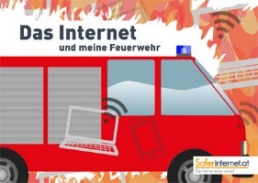 Das Internet
und meine Feuerwehr
Saferinternet.at